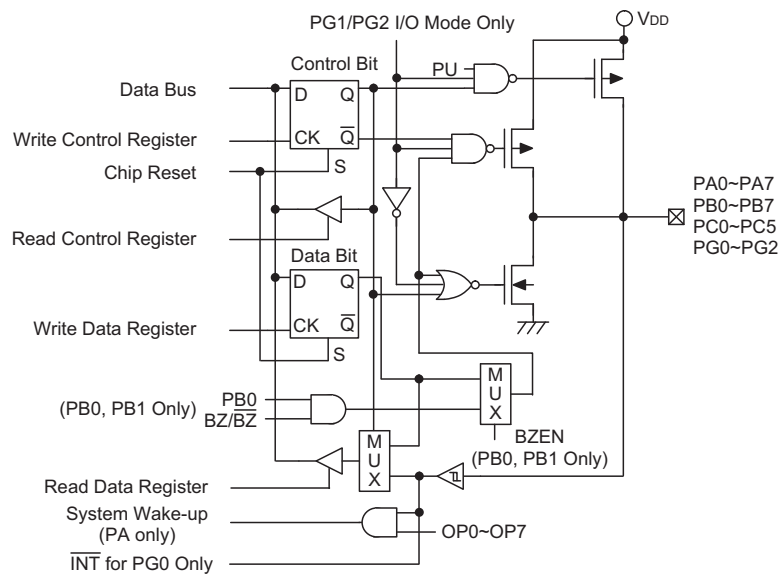 PG1/PG2 I/O Mode Only
VDD
Control Bit
PU
Data Bus
D Q
Write Control Register
CK Q
S
Chip Reset
PA0~PA7
PB0~PB7
PC0~PC5
PG0~PG2
Read Control Register
Data Bit
D Q
Write Data Register
CK Q
S
MUX
PB0
(PB0, PB1 Only)
BZ/BZ
BZEN
(PB0, PB1 Only)
MUX
Read Data Register
System Wake-up
(PA only)
OP0~OP7
INT for PG0 Only